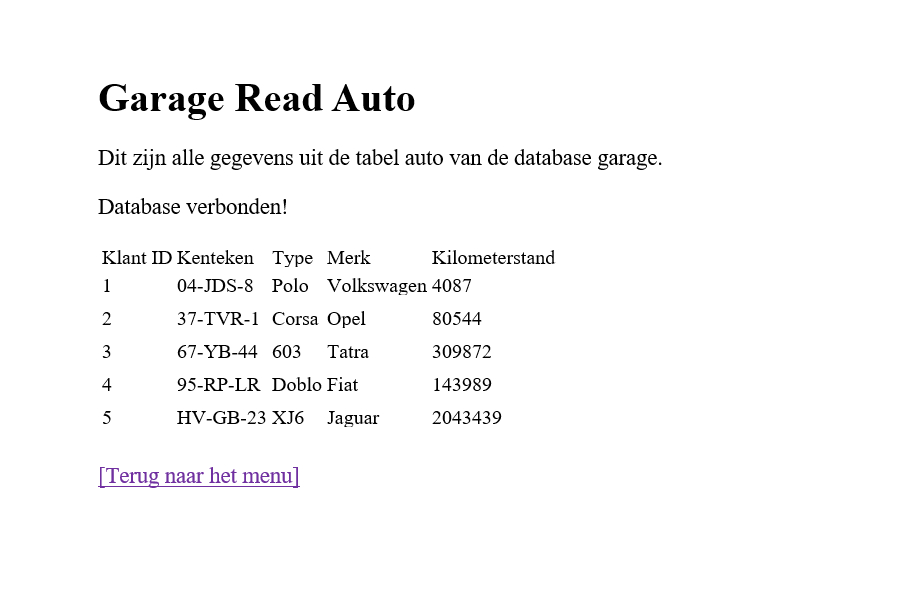 Garage Read Auto
Dit zijn alle gegevens uit de tabel auto van de database garage.
Database verbonden!
Klant ID Kenteken Type Merk Kilometerstand
1 04-JDS-8 Polo Volkswagen 4087
2 37-TVR-1 Corsa Opel 80544
3 67-YB-44 603 Tatra 309872
4 95-RP-LR Doblo Fiat 143989
5 HV-GB-23 XJ6 Jaguar 2043439
[Terug naar het menu]